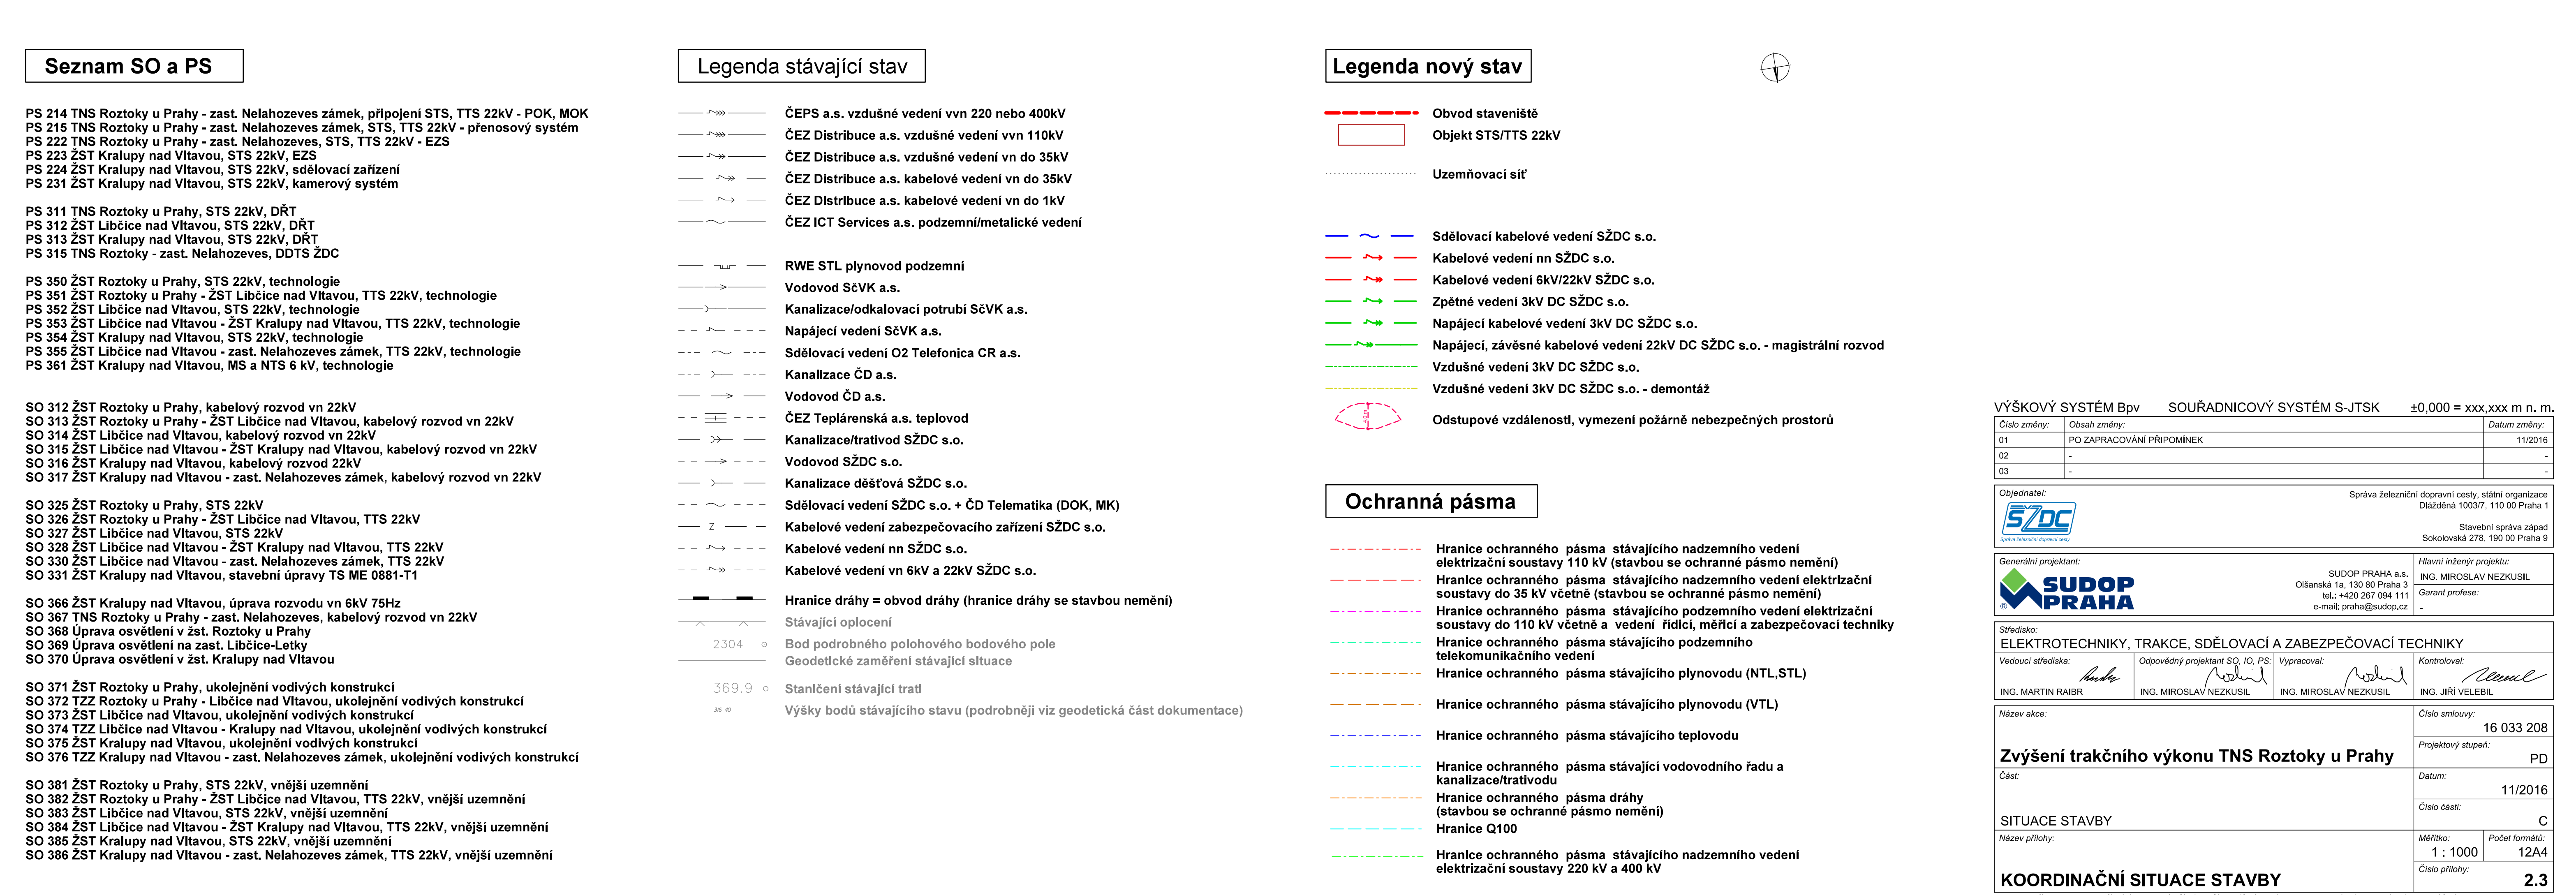 Seznam SO a PS
PS 214 TNS Roztoky u Prahy - zast. Nelahozeves zámek, připojení STS, TTS 22kV - POK, MOK
PS 215 TNS Roztoky u Prahy - zast. Nelahozeves zámek, STS, TTS 22kV - přenosový systém
PS 222 TNS Roztoky u Prahy - zast. Nelahozeves, STS, TTS 22kV - EZS
PS 223 ŽST Kralupy nad Vltavou, STS 22kV, EZS
PS 224 ŽST Kralupy nad Vltavou, STS 22kV, sdělovací zařízení
PS 231 ŽST Kralupy nad Vltavou, STS 22kV, kamerový systém
PS 311 TNS Roztoky u Prahy, STS 22kV, DŘT
PS 312 ŽST Libčice nad Vltavou, STS 22kV, DŘT
PS 313 ŽST Kralupy nad Vltavou, STS 22kV, DŘT
PS 315 TNS Roztoky - zast. Nelahozeves, DDTS ŽDC
PS 350 ŽST Roztoky u Prahy, STS 22kV, technologie
PS 351 ŽST Roztoky u Prahy - ŽST Libčice nad Vltavou, TTS 22kV, technologie
PS 352 ŽST Libčice nad Vltavou, STS 22kV, technologie
PS 353 ŽST Libčice nad Vltavou - ŽST Kralupy nad Vltavou, TTS 22kV, technologie
PS 354 ŽST Kralupy nad Vltavou, STS 22kV, technologie
PS 355 ŽST Libčice nad Vltavou - zast. Nelahozeves zámek, TTS 22kV, technologie
PS 361 ŽST Kralupy nad Vltavou, MS a NTS 6 kV, technologie
SO 312 ŽST Roztoky u Prahy, kabelový rozvod vn 22kV
SO 313 ŽST Roztoky u Prahy - ŽST Libčice nad Vltavou, kabelový rozvod vn 22kV
SO 314 ŽST Libčice nad Vltavou, kabelový rozvod vn 22kV
SO 315 ŽST Libčice nad Vltavou - ŽST Kralupy nad Vltavou, kabelový rozvod vn 22kV
SO 316 ŽST Kralupy nad Vltavou, kabelový rozvod 22kV
SO 317 ŽST Kralupy nad Vltavou - zast. Nelahozeves zámek, kabelový rozvod vn 22kV
SO 325 ŽST Roztoky u Prahy, STS 22kV
SO 326 ŽST Roztoky u Prahy - ŽST Libčice nad Vltavou, TTS 22kV
SO 327 ŽST Libčice nad Vltavou, STS 22kV
SO 328 ŽST Libčice nad Vltavou - ŽST Kralupy nad Vltavou, TTS 22kV
SO 330 ŽST Libčice nad Vltavou - zast. Nelahozeves zámek, TTS 22kV
SO 331 ŽST Kralupy nad Vltavou, stavební úpravy TS ME 0881-T1
SO 366 ŽST Kralupy nad Vltavou, úprava rozvodu vn 6kV 75Hz
SO 367 TNS Roztoky u Prahy - zast. Nelahozeves, kabelový rozvod vn 22kV
SO 368 Úprava osvětlení v žst. Roztoky u Prahy
SO 369 Úprava osvětlení na zast. Libčice-Letky
SO 370 Úprava osvětlení v žst. Kralupy nad Vltavou
SO 371 ŽST Roztoky u Prahy, ukolejnění vodivých konstrukcí
SO 372 TZZ Roztoky u Prahy - Libčice nad Vltavou, ukolejnění vodivých konstrukcí
SO 373 ŽST Libčice nad Vltavou, ukolejnění vodivých konstrukcí
SO 374 TZZ Libčice nad Vltavou - Kralupy nad Vltavou, ukolejnění vodivých konstrukcí
SO 375 ŽST Kralupy nad Vltavou, ukolejnění vodivých konstrukcí
SO 376 TZZ Kralupy nad Vltavou - zast. Nelahozeves zámek, ukolejnění vodivých konstrukcí
SO 381 ŽST Roztoky u Prahy, STS 22kV, vnější uzemnění
SO 382 ŽST Roztoky u Prahy - ŽST Libčice nad Vltavou, TTS 22kV, vnější uzemnění
SO 383 ŽST Libčice nad Vltavou, STS 22kV, vnější uzemnění
SO 384 ŽST Libčice nad Vltavou - ŽST Kralupy nad Vltavou, TTS 22kV, vnější uzemnění
SO 385 ŽST Kralupy nad Vltavou, STS 22kV, vnější uzemnění
SO 386 ŽST Kralupy nad Vltavou - zast. Nelahozeves zámek, TTS 22kV, vnější uzemnění
Legenda stávající stav
ČEPS a.s. vzdušné vedení vvn 220 nebo 400kV
ČEZ Distribuce a.s. vzdušné vedení vvn 110kV
ČEZ Distribuce a.s. vzdušné vedení vn do 35kV
ČEZ Distribuce a.s. kabelové vedení vn do 35kV
ČEZ Distribuce a.s. kabelové vedení vn do 1kV
ČEZ ICT Services a.s. podzemní/metalické vedení
RWE STL plynovod podzemní
Vodovod SčVK a.s.
Kanalizace/odkalovací potrubí SčVK a.s.
Napájecí vedení SčVK a.s.
Sdělovací vedení O2 Telefonica CR a.s.
Kanalizace ČD a.s.
Vodovod ČD a.s.
ČEZ Teplárenská a.s. teplovod
Kanalizace/trativod SŽDC s.o.
Vodovod SŽDC s.o.
Kanalizace děšťová SŽDC s.o.
Sdělovací vedení SŽDC s.o. + ČD Telematika (DOK, MK)
Z Kabelové vedení zabezpečovacího zařízení SŽDC s.o.
Kabelové vedení nn SŽDC s.o.
Kabelové vedení vn 6kV a 22kV SŽDC s.o.
Hranice dráhy = obvod dráhy (hranice dráhy se stavbou nemění)
Stávající oplocení
2304 Bod podrobného polohového bodového pole
Geodetické zaměření stávající situace
369.9 Staničení stávající trati
Výšky bodů stávajícího stavu (podrobněji viz geodetická část dokumentace)
Legenda nový stav
Obvod staveniště
Objekt STS/TTS 22kV
Uzemňovací síť
Sdělovací kabelové vedení SŽDC s.o.
Kabelové vedení nn SŽDC s.o.
Kabelové vedení 6kV/22kV SŽDC s.o.
Zpětné vedení 3kV DC SŽDC s.o.
Napájecí kabelové vedení 3kV DC SŽDC s.o.
Napájecí, závěsné kabelové vedení 22kV DC SŽDC s.o. - magistrální rozvod
Vzdušné vedení 3kV DC SŽDC s.o.
Vzdušné vedení 3kV DC SŽDC s.o. - demontáž
Odstupové vzdálenosti, vymezení požárně nebezpečných prostorů
Ochranná pásma
Hranice ochranného pásma stávajícího nadzemního vedení
elektrizační soustavy 110 kV (stavbou se ochranné pásmo nemění)
Hranice ochranného pásma stávajícího nadzemního vedení elektrizační
soustavy do 35 kV včetně (stavbou se ochranné pásmo nemění)
Hranice ochranného pásma stávajícího podzemního vedení elektrizační
soustavy do 110 kV včetně a vedení řídicí, měřicí a zabezpečovací techniky
Hranice ochranného pásma stávajícího podzemního
telekomunikačního vedení
Hranice ochranného pásma stávajícího plynovodu (NTL,STL)
Hranice ochranného pásma stávajícího plynovodu (VTL)
Hranice ochranného pásma stávajícího teplovodu
Hranice ochranného pásma stávající vodovodního řadu a
kanalizace/trativodu
Hranice ochranného pásma dráhy
(stavbou se ochranné pásmo nemění)
Hranice Q100
Hranice ochranného pásma stávajícího nadzemního vedení
elektrizační soustavy 220 kV a 400 kV
VÝŠKOVÝ SYSTÉM Bpv SOUŘADNICOVÝ SYSTÉM S-JTSK ±0,000 = xxx,xxx m n. m.
Číslo změny: Obsah změny: Datum změny:
01 PO ZAPRACOVÁNÍ PŘIPOMÍNEK 11/2016
02 - -
03 - -
Objednatel:
SŽDC
Správa železniční dopravní cesty
Správa železniční dopravní cesty, státní organizace
Dlážděná 1003/7, 110 00 Praha 1
Stavební správa západ
Sokolovská 278, 190 00 Praha 9
Generální projektant:
SUDOP
PRAHA
®
SUDOP PRAHA a.s.
Olšanská 1a, 130 80 Praha 3
tel.: +420 267 094 111
e-mail: praha@sudop.cz
Hlavní inženýr projektu:
ING. MIROSLAV NEZKUSIL
Garant profese:
-
Středisko:
ELEKTROTECHNIKY, TRAKCE, SDĚLOVACÍ A ZABEZPEČOVACÍ TECHNIKY
Vedoucí střediska: Odpovědný projektant SO, IO, PS: Vypracoval: Kontroloval:
ING. MARTIN RAIBR ING. MIROSLAV NEZKUSIL ING. MIROSLAV NEZKUSIL ING. JIŘÍ VELEBIL
Název akce:
Zvýšení trakčního výkonu TNS Roztoky u Prahy
Číslo smlouvy:
16 033 208
Projektový stupeň:
PD
Část:
SITUACE STAVBY
Datum:
11/2016
Číslo části:
C
Název přílohy:
KOORDINAČNÍ SITUACE STAVBY
Měřítko: Počet formátů:
1 : 1000 12A4
Číslo přílohy:
2.3